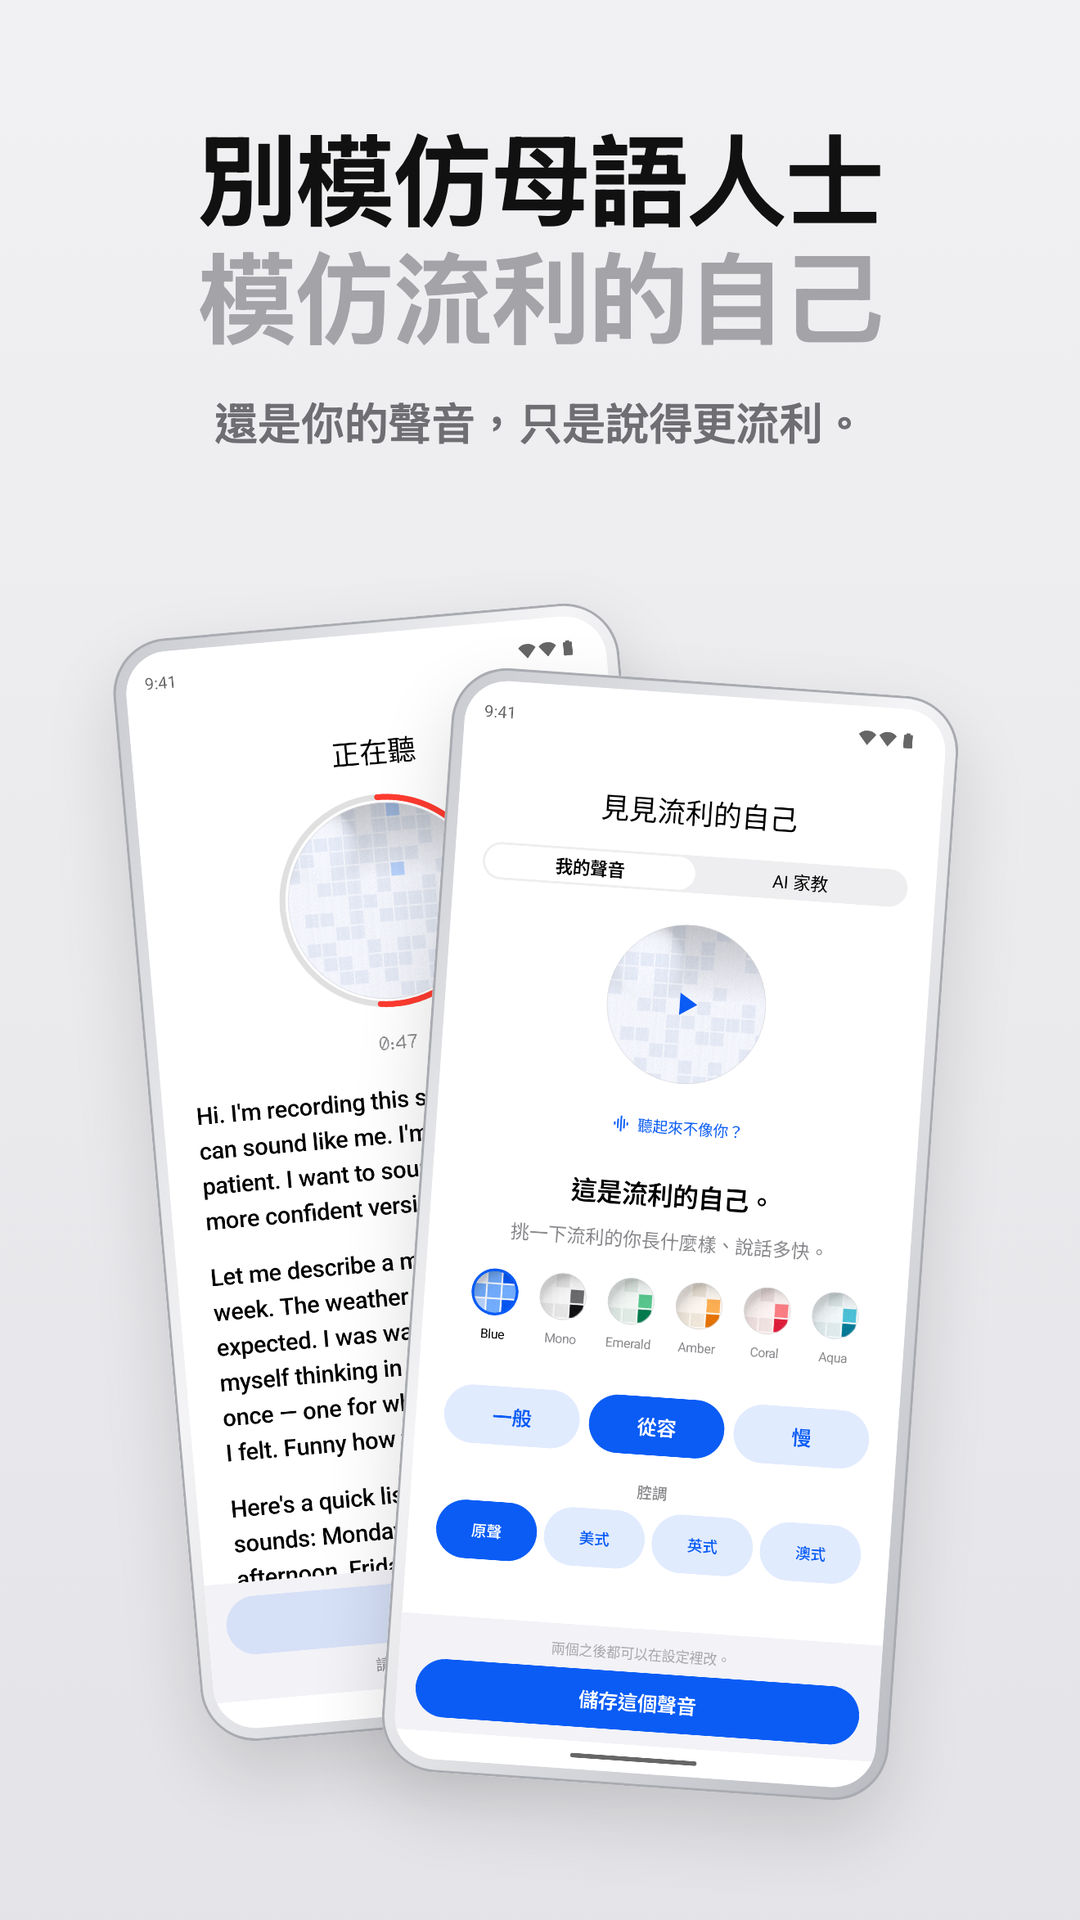 別模仿母語人士
模仿流利的自己
還是你的聲音，只是說得更流利。
9:41
正在聽
0:47
Hi. I'm recording this s
can sound like me. I'm
patient. I want to sou
more confident versi
Let me describe a m
week. The weather
expected. I was wa
myself thinking in
once — one for wh
I felt. Funny how
Here's a quick lis
sounds: Monday
afternoon, Frida
9:41
見見流利的自己
我的聲音
AI 家教
聽起來不像你？
這是流利的自己。
挑一下流利的你長什麼樣、說話多快。
Blue
Mono
Emerald
Amber
Coral
Aqua
一般
從容
慢
腔調
原聲
美式
英式
澳式
兩個之後都可以在設定裡改。
儲存這個聲音